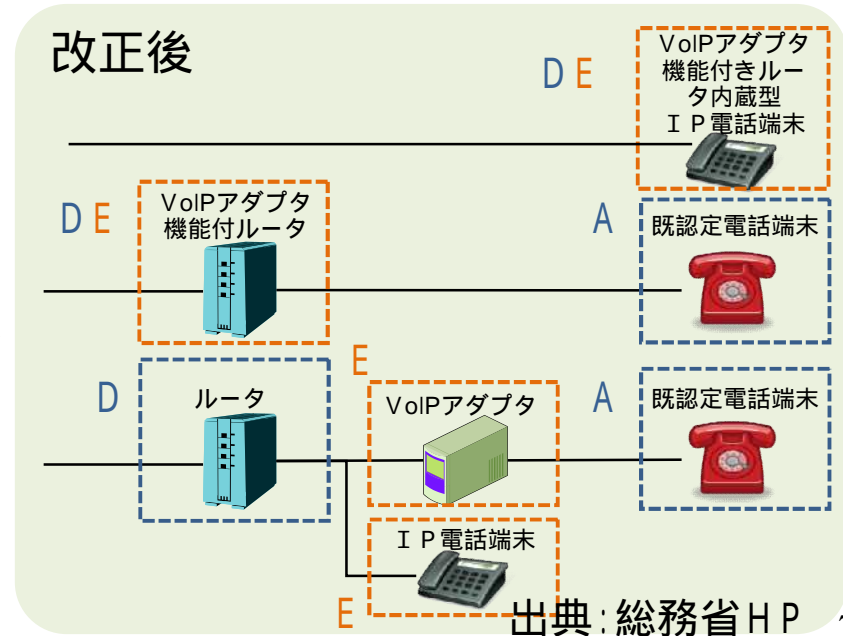 改正後
D E
VoIPアダプタ
機能付きルー
タ内蔵型
ＩＰ電話端末
D E
VoIPアダプタ
機能付ルータ
A
既認定電話端末
D
ルータ
E
VoIPアダプタ
A
既認定電話端末
ＩＰ電話端末
E
出典:総務省HP